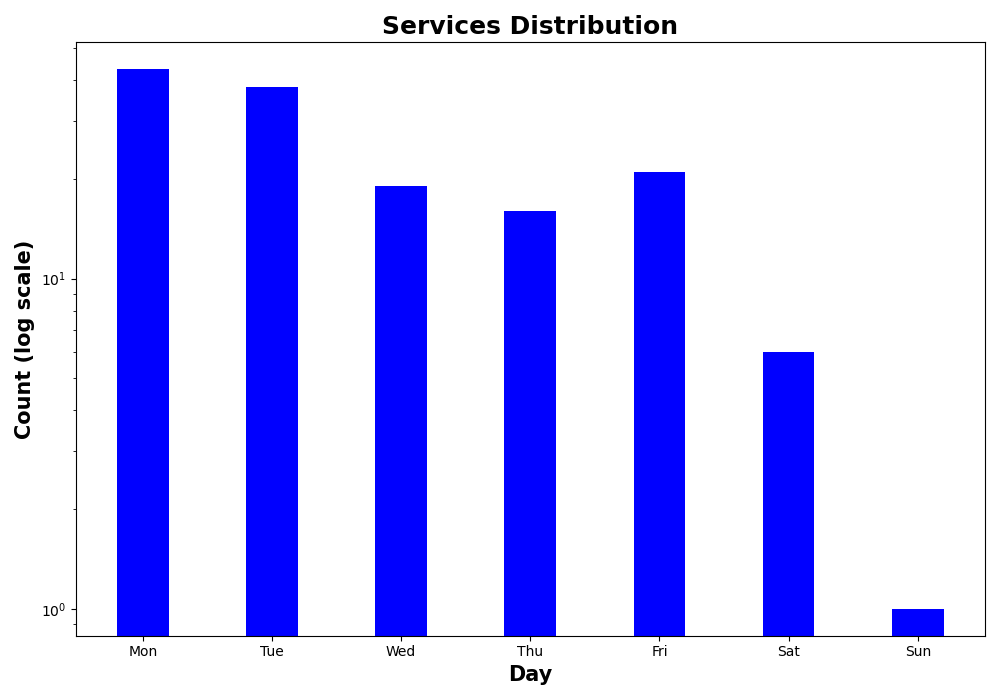 Services Distribution
Count (log scale)
10¹
10⁰
Mon Tue Wed Thu Fri Sat Sun
Day